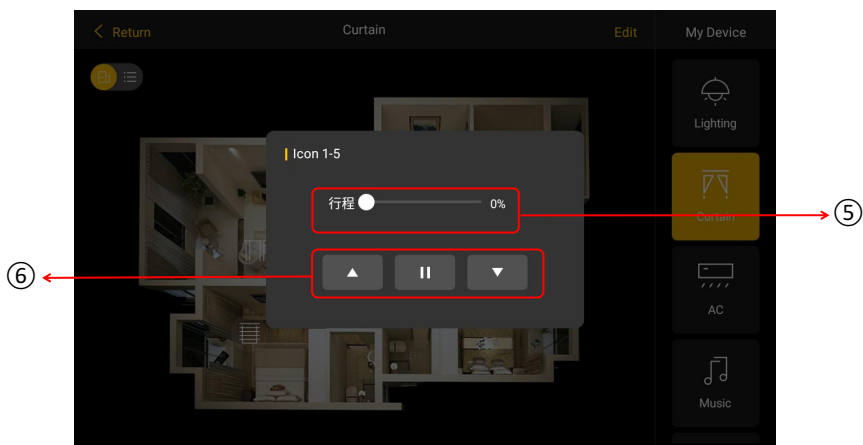 Return
Curtain
Edit
My Device
Lighting
Icon 1-5
行程
0%
⑤
Curtain
⑥
AC
Music